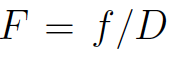 F = f/D